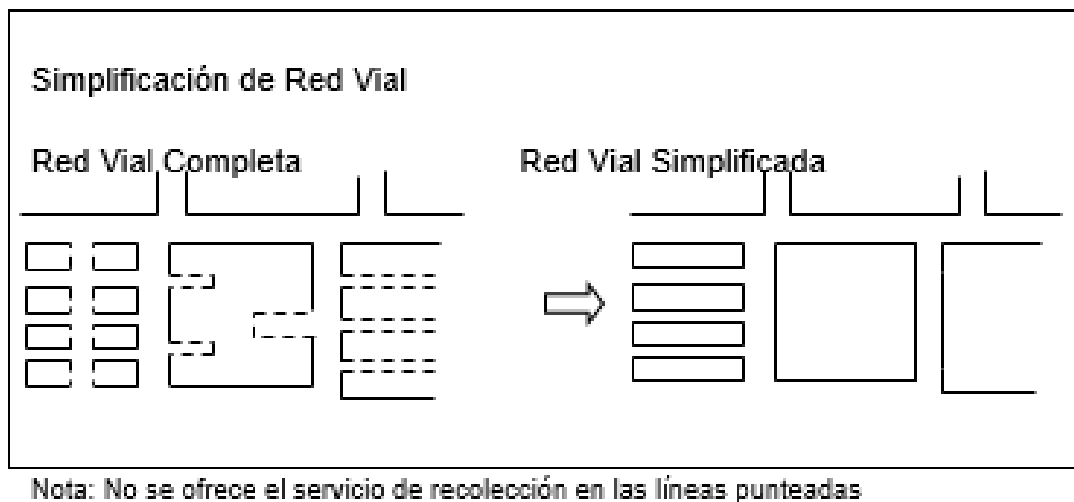 Simplificación de Red Vial
Red Vial Completa
Red Vial Simplificada
Nota: No se ofrece el servicio de recolección en las líneas punteadas